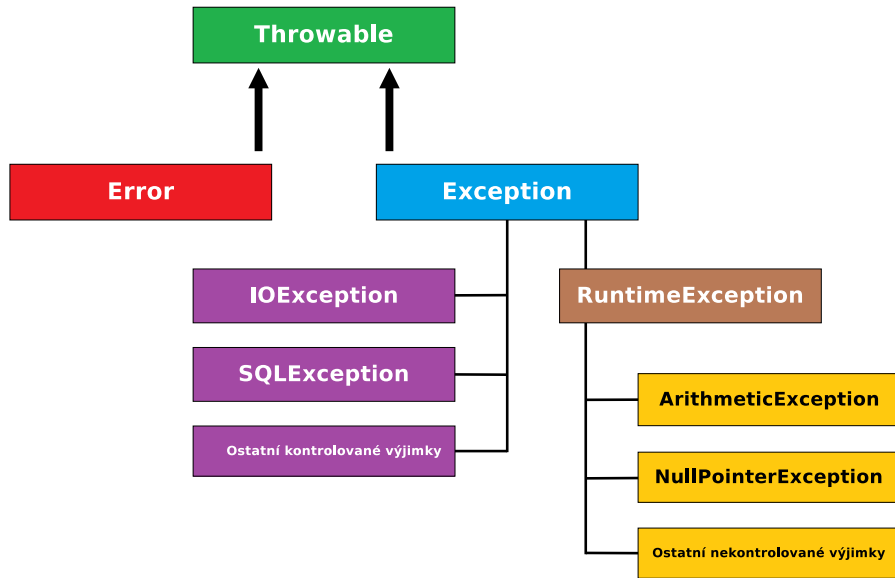 Throwable
Error
Exception
IOException
RuntimeException
SQLException
ArithmeticException
Ostatní kontrolované výjimky
NullPointerException
Ostatní nekontrolované výjimky